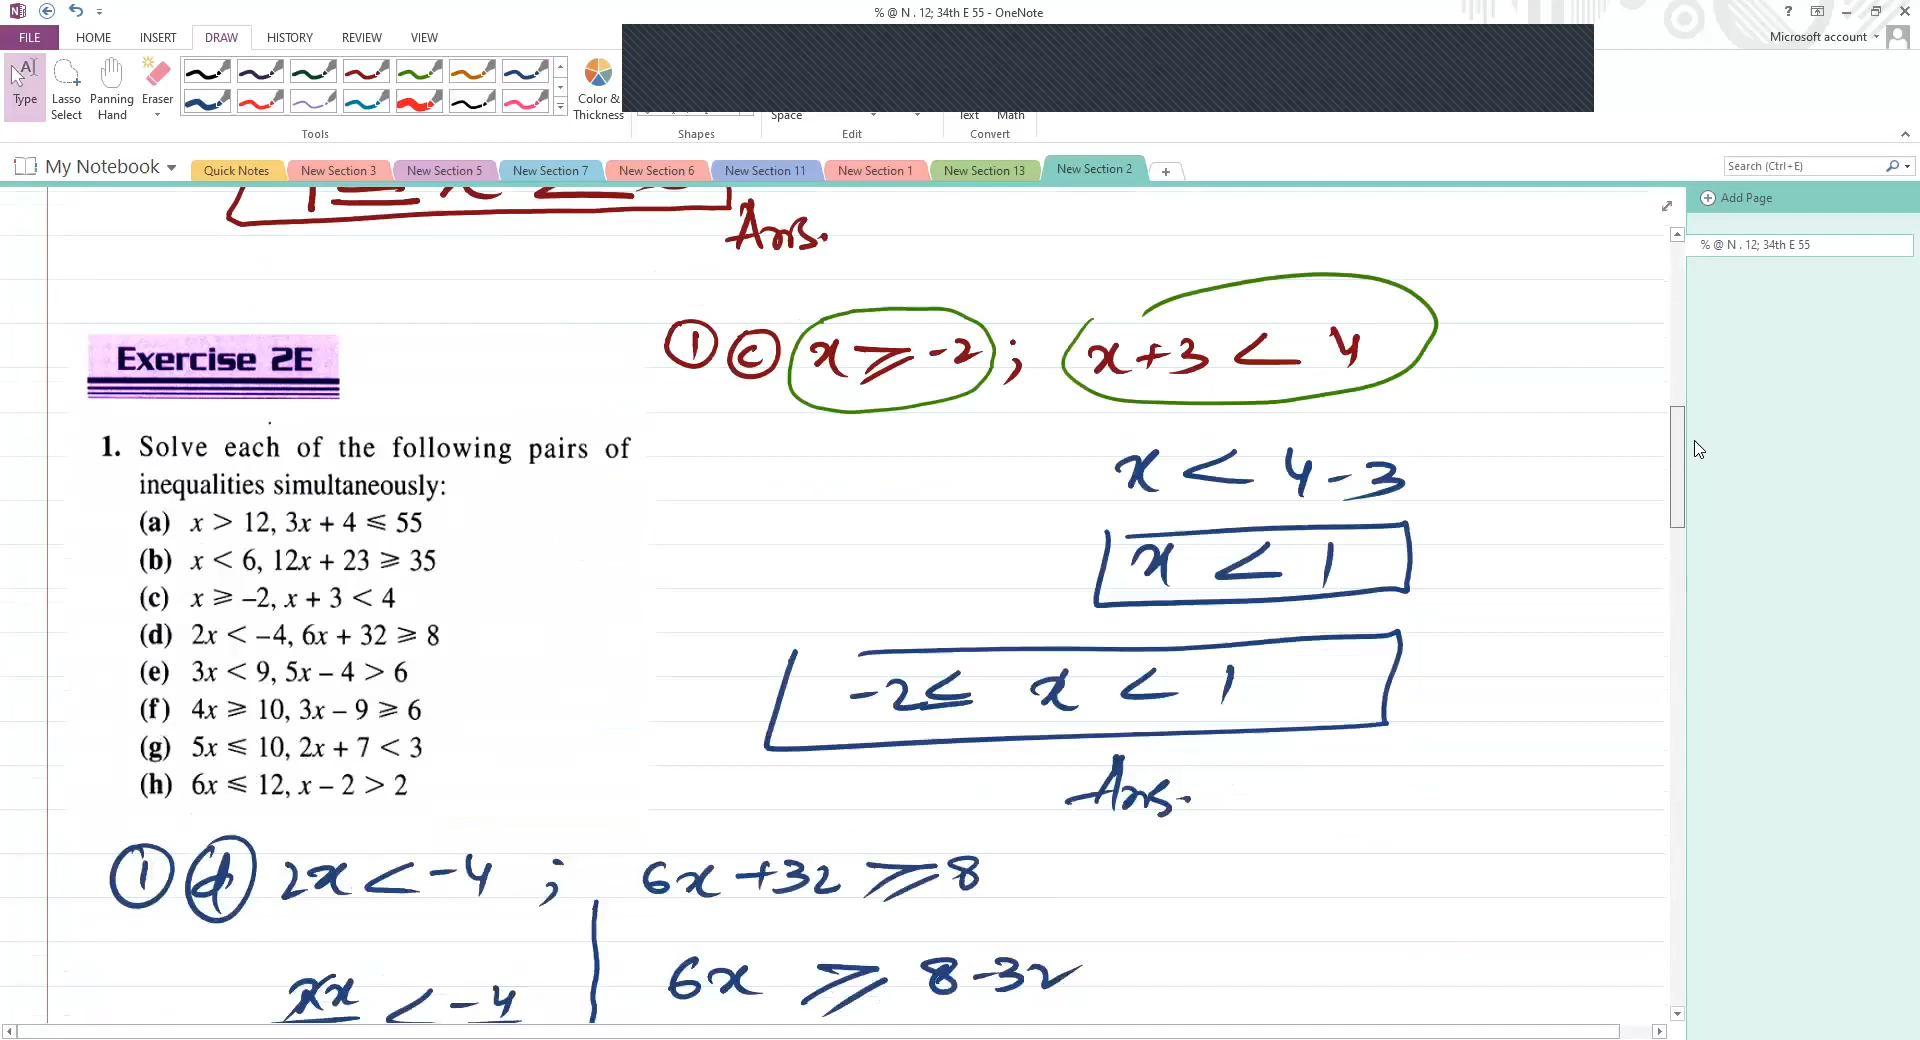 % @ N . 12; 34th E 55 - OneNote
Microsoft account
FILE HOME INSERT DRAW HISTORY REVIEW VIEW
Type
Lasso Select
Panning Hand
Eraser
Color & Thickness
Space
Text Math
Tools Shapes Edit Convert
My Notebook Quick Notes New Section 3 New Section 5 New Section 7 New Section 6 New Section 11 New Section 1 New Section 13 New Section 2
Search (Ctrl+E)
Add Page
% @ N . 12; 34th E 55
Ans.
① ⓒ x ⩾ -2 ; x+3 < 4
x < 4-3
x < 1
-2 ≤ x < 1
Ans.
Exercise 2E
1. Solve each of the following pairs of
inequalities simultaneously:
(a) x > 12, 3x + 4 ⩽ 55
(b) x < 6, 12x + 23 ⩾ 35
(c) x ⩾ –2, x + 3 < 4
(d) 2x < –4, 6x + 32 ⩾ 8
(e) 3x < 9, 5x – 4 > 6
(f) 4x ⩾ 10, 3x – 9 ⩾ 6
(g) 5x ⩽ 10, 2x + 7 < 3
(h) 6x ⩽ 12, x – 2 > 2
① ⓓ 2x < -4 ; 6x +32 ⩾ 8
2x < -4
6x ⩾ 8-32